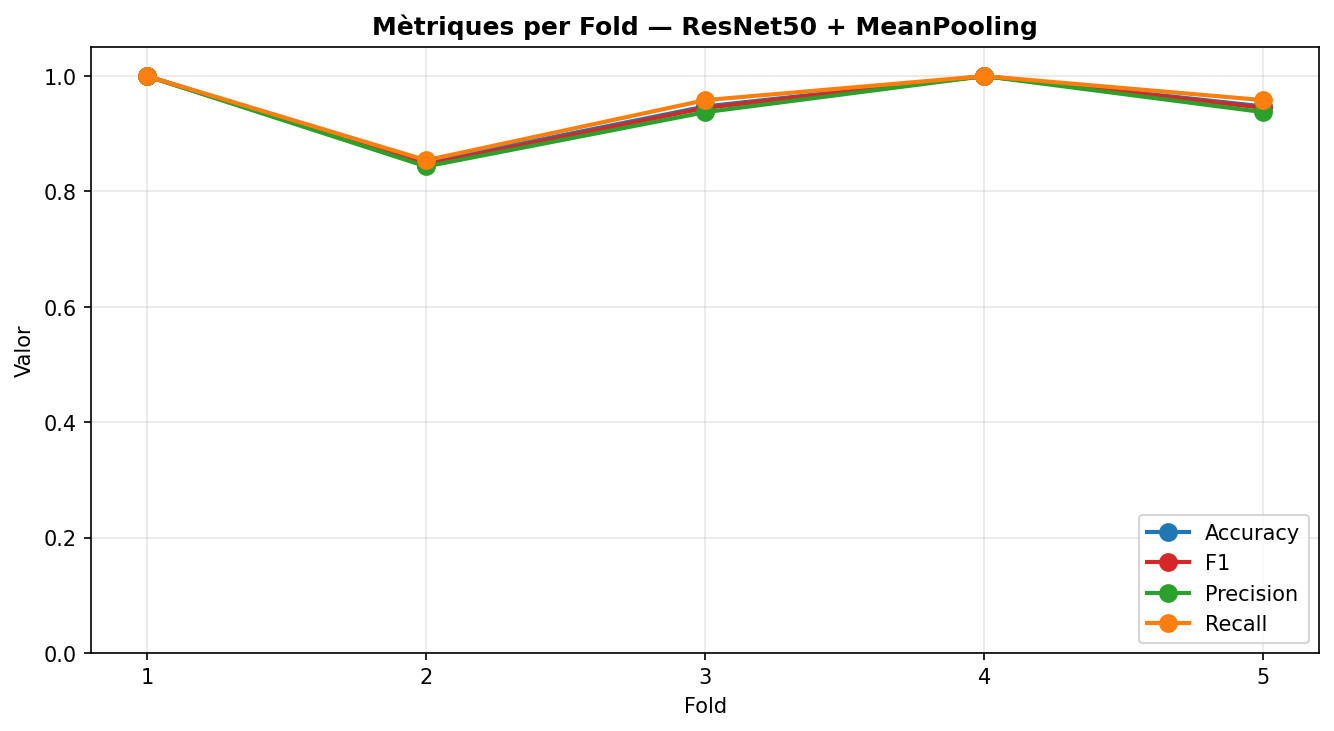 Mètriques per Fold — ResNet50 + MeanPooling
1.0
0.8
0.6
0.4
0.2
0.0
Valor
1 2 3 4 5
Fold
Accuracy
F1
Precision
Recall